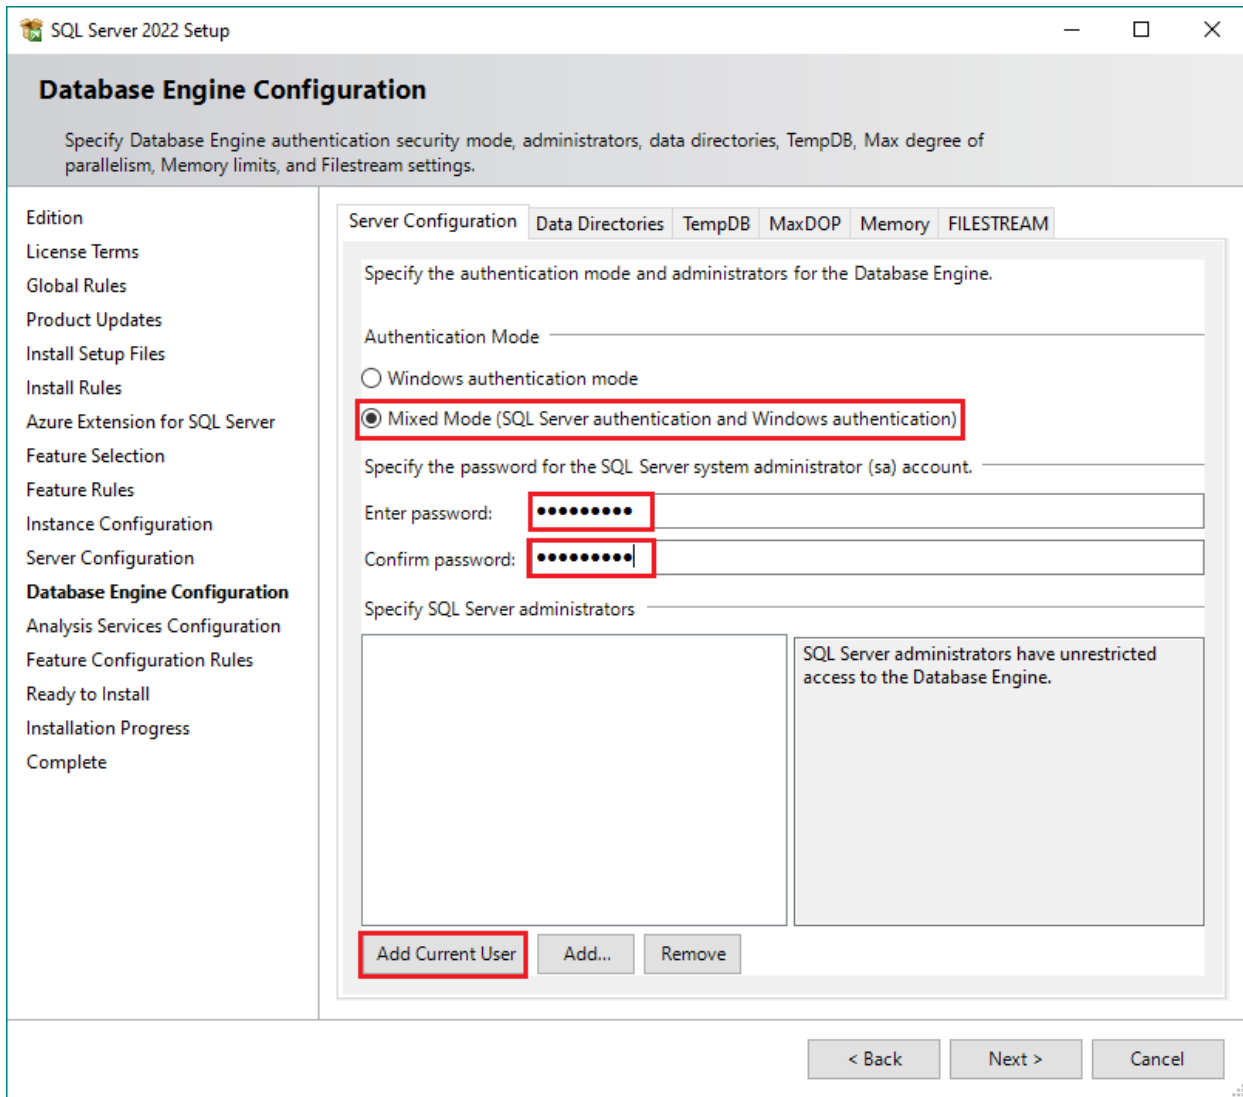 SQL Server 2022 Setup
Database Engine Configuration
Specify Database Engine authentication security mode, administrators, data directories, TempDB, Max degree of
parallelism, Memory limits, and Filestream settings.
Edition
License Terms
Global Rules
Product Updates
Install Setup Files
Install Rules
Azure Extension for SQL Server
Feature Selection
Feature Rules
Instance Configuration
Server Configuration
Database Engine Configuration
Analysis Services Configuration
Feature Configuration Rules
Ready to Install
Installation Progress
Complete
Server Configuration Data Directories TempDB MaxDOP Memory FILESTREAM
Specify the authentication mode and administrators for the Database Engine.
Authentication Mode
Windows authentication mode
Mixed Mode (SQL Server authentication and Windows authentication)
Specify the password for the SQL Server system administrator (sa) account.
Enter password: •••••••••
Confirm password: •••••••••
Specify SQL Server administrators
SQL Server administrators have unrestricted
access to the Database Engine.
Add Current User Add... Remove
< Back Next > Cancel